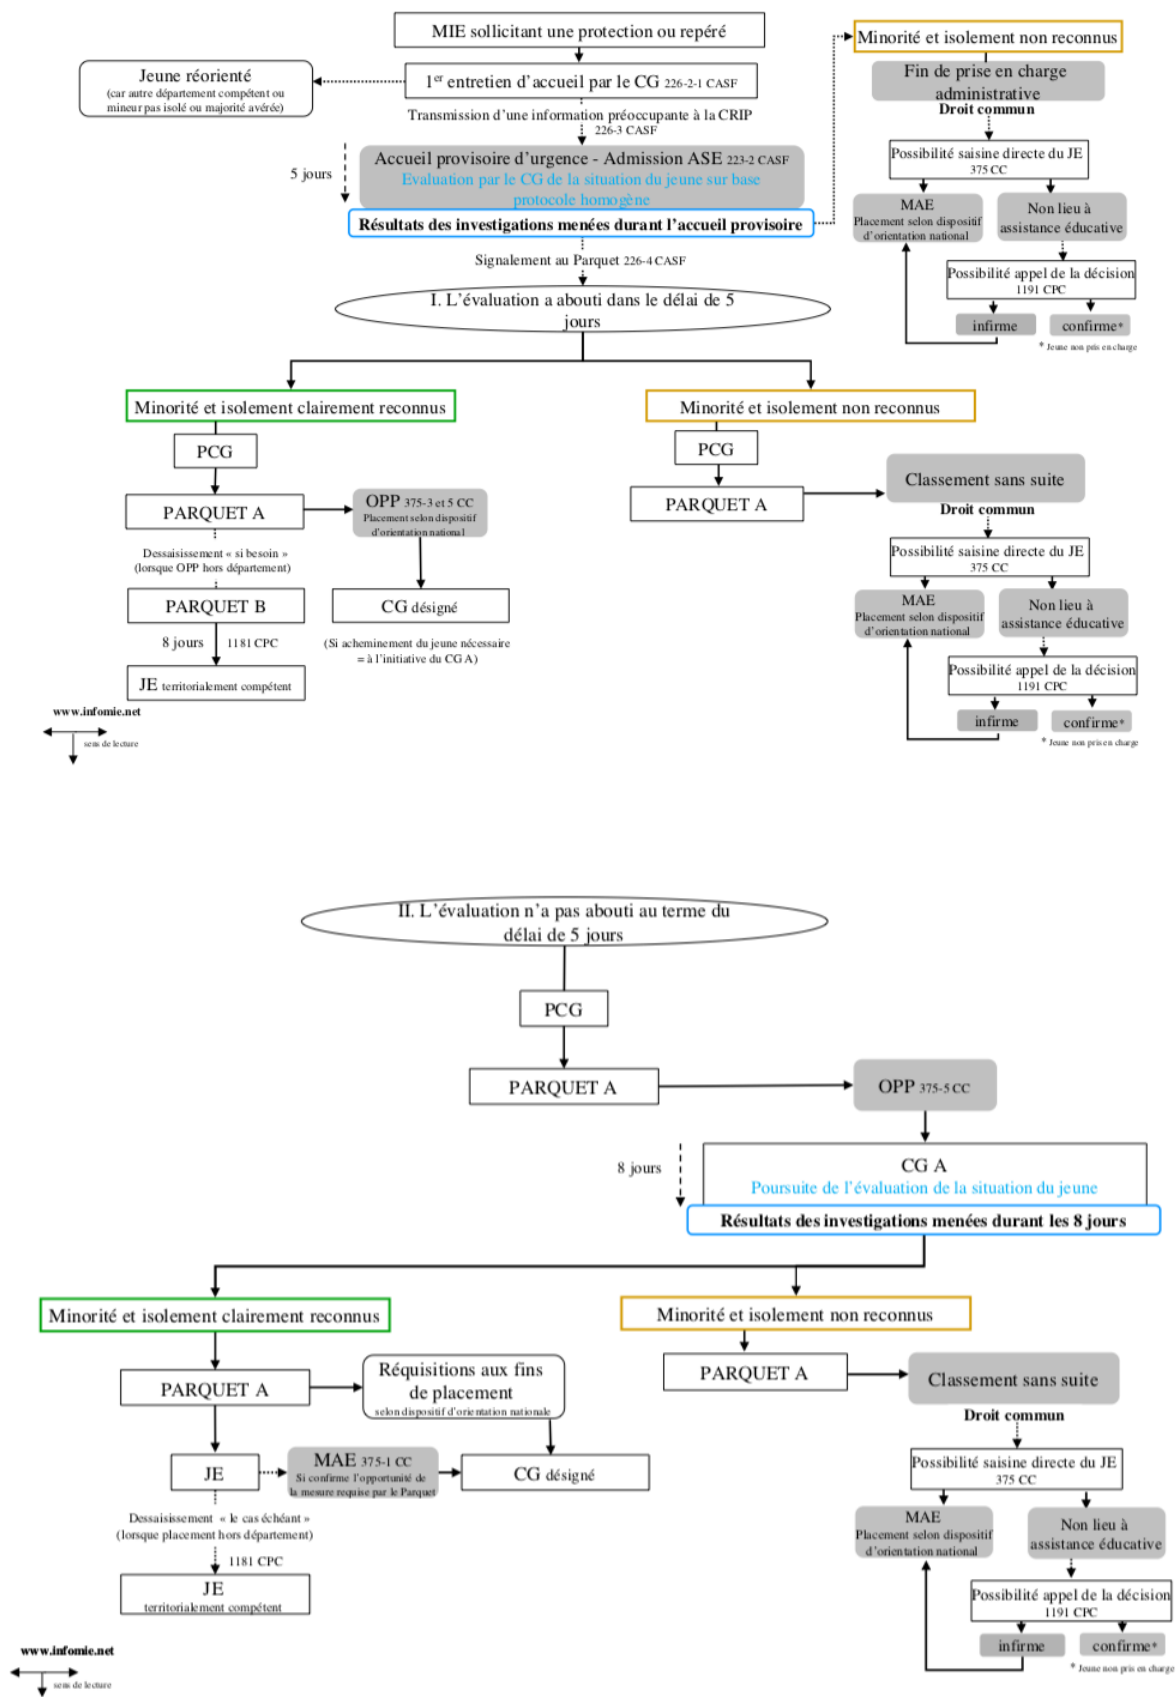 MIE sollicitant une protection ou repéré
1er entretien d'accueil par le CG 226-2-1 CASF
Jeune réorienté
(car autre département compétent ou
mineur pas isolé ou majorité avérée)
Transmission d'une information préoccupante à la CRIP
226-3 CASF
5 jours
Accueil provisoire d'urgence - Admission ASE 223-2 CASF
Evaluation par le CG de la situation du jeune sur base
protocole homogène
Résultats des investigations menées durant l'accueil provisoire
Signalement au Parquet 226-4 CASF
I. L'évaluation a abouti dans le délai de 5
jours
Minorité et isolement non reconnus
Fin de prise en charge
administrative
Droit commun
Possibilité saisine directe du JE
375 CC
MAE
Placement selon dispositif
d'orientation national
Non lieu à
assistance éducative
Possibilité appel de la décision
1191 CPC
infirme
confirme*
* Jeune non pris en charge
Minorité et isolement clairement reconnus
PCG
PARQUET A
OPP 375-3 et 5 CC
Placement selon dispositif
d'orientation national
Dessaisissement « si besoin »
(lorsque OPP hors département)
PARQUET B
8 jours
1181 CPC
JE territorialement compétent
CG désigné
(Si acheminement du jeune nécessaire
= à l'initiative du CG A)
Minorité et isolement non reconnus
PCG
PARQUET A
Classement sans suite
Droit commun
Possibilité saisine directe du JE
375 CC
MAE
Placement selon dispositif
d'orientation national
Non lieu à
assistance éducative
Possibilité appel de la décision
1191 CPC
infirme
confirme*
* Jeune non pris en charge
www.infomie.net
sens de lecture
II. L'évaluation n'a pas abouti au terme du
délai de 5 jours
PCG
PARQUET A
OPP 375-5 CC
8 jours
CG A
Poursuite de l'évaluation de la situation du jeune
Résultats des investigations menées durant les 8 jours
Minorité et isolement clairement reconnus
PARQUET A
Réquisitions aux fins
de placement
selon dispositif d'orientation nationale
JE
MAE 375-1 CC
Si confirme l'opportunité de
la mesure requise par le Parquet
CG désigné
Dessaisissement « le cas échéant »
(lorsque placement hors département)
1181 CPC
JE
territorialement compétent
Minorité et isolement non reconnus
PARQUET A
Classement sans suite
Droit commun
Possibilité saisine directe du JE
375 CC
MAE
Placement selon dispositif
d'orientation national
Non lieu à
assistance éducative
Possibilité appel de la décision
1191 CPC
infirme
confirme*
* Jeune non pris en charge
www.infomie.net
sens de lecture